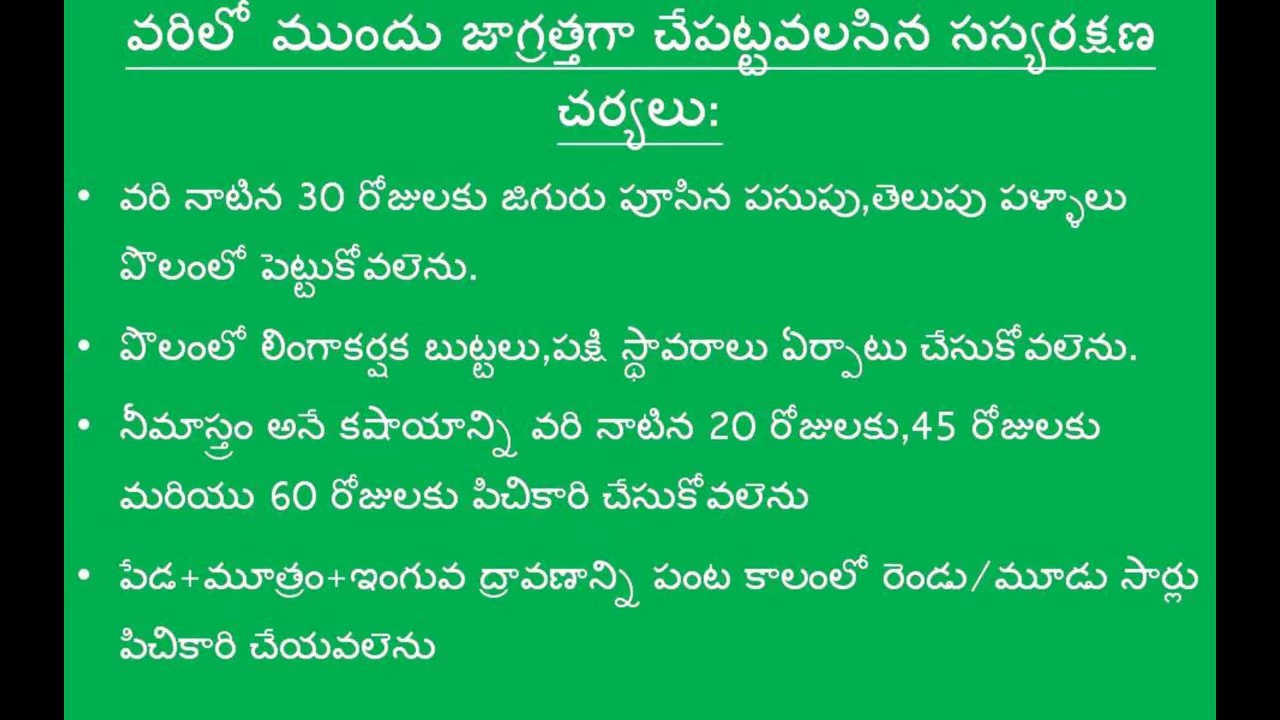 వరిలో ముందు జాగ్రత్తగా చేపట్టవలసిన సస్యరక్షణ
చర్యలు:
• వరి నాటిన 30 రోజులకు జిగురు పూసిన పసుపు,తెలుపు పళ్ళాలు
పొలంలో పెట్టుకోవలెను.
• పొలంలో లింగాకర్షక బుట్టలు,పక్షి స్థావరాలు ఏర్పాటు చేసుకోవలెను.
• నీమాస్త్రం అనే కషాయాన్ని వరి నాటిన 20 రోజులకు,45 రోజులకు
మరియు 60 రోజులకు పిచికారి చేసుకోవలెను
• పేడ+మూత్రం+ఇంగువ ద్రావణాన్ని పంట కాలంలో రెండు/మూడు సార్లు
పిచికారి చేయవలెను